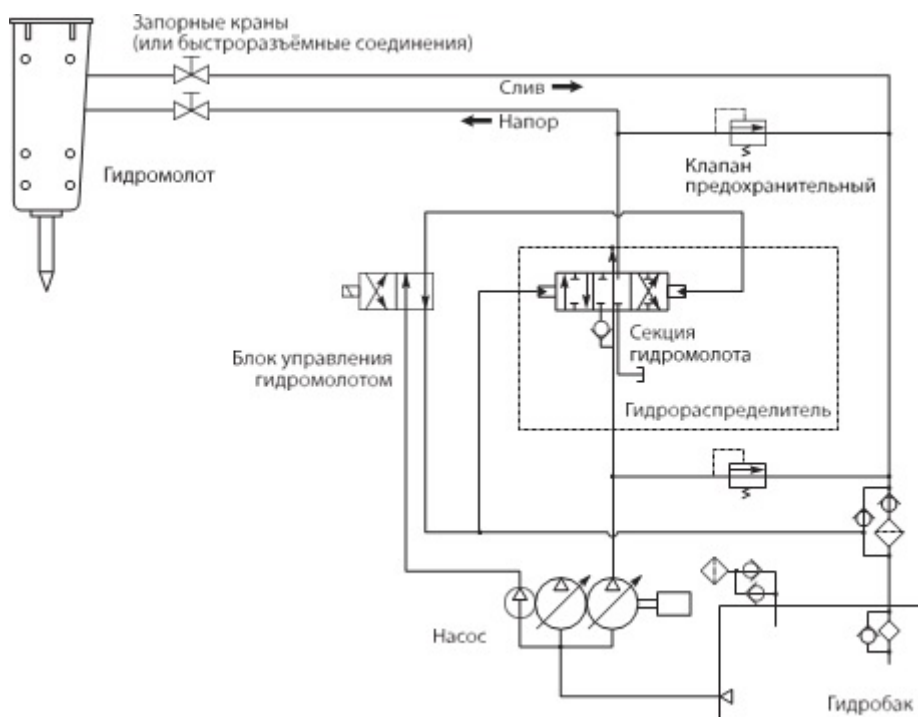 Запорные краны
(или быстроразъёмные соединения)
Слив
Напор
Клапан
предохранительный
Гидромолот
Секция
гидромолота
Блок управления
гидромолотом
Гидрораспределитель
Насос
Гидробак